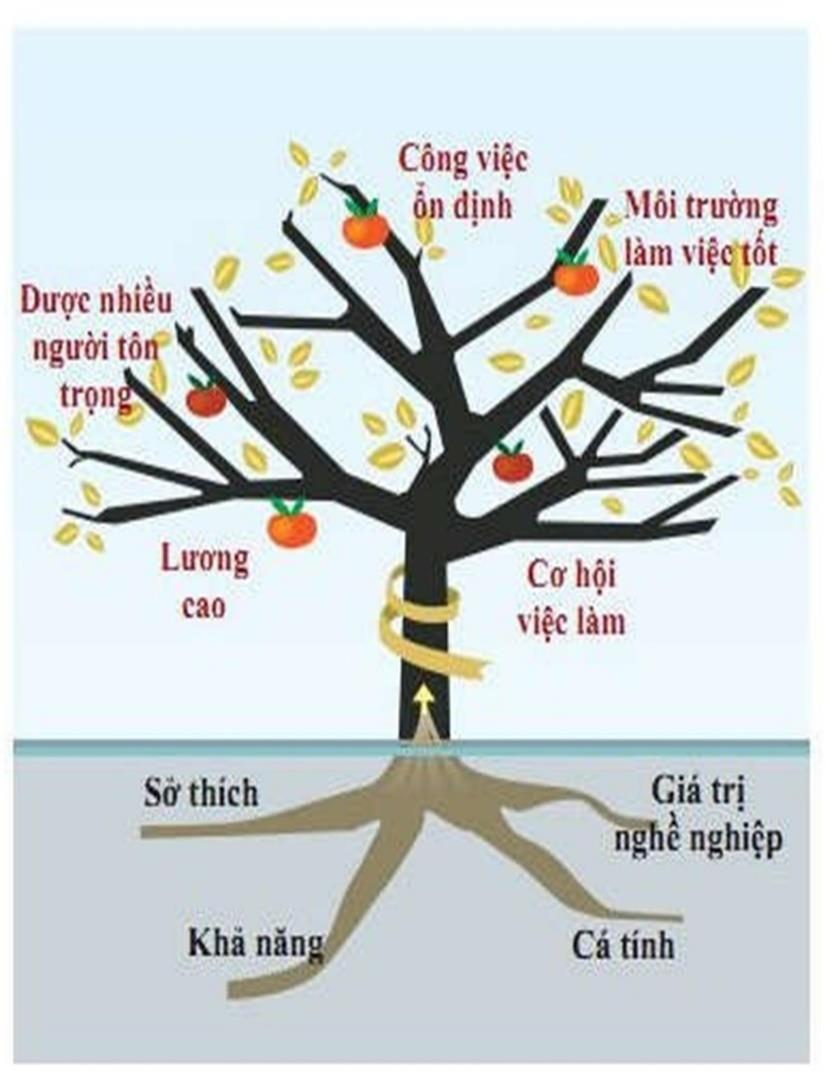 Công việc
ổn định
Môi trường
làm việc tốt
Được nhiều
người tôn
trọng
Lương
cao
Cơ hội
việc làm
Sở thích
Giá trị
nghề nghiệp
Khả năng
Cá tính